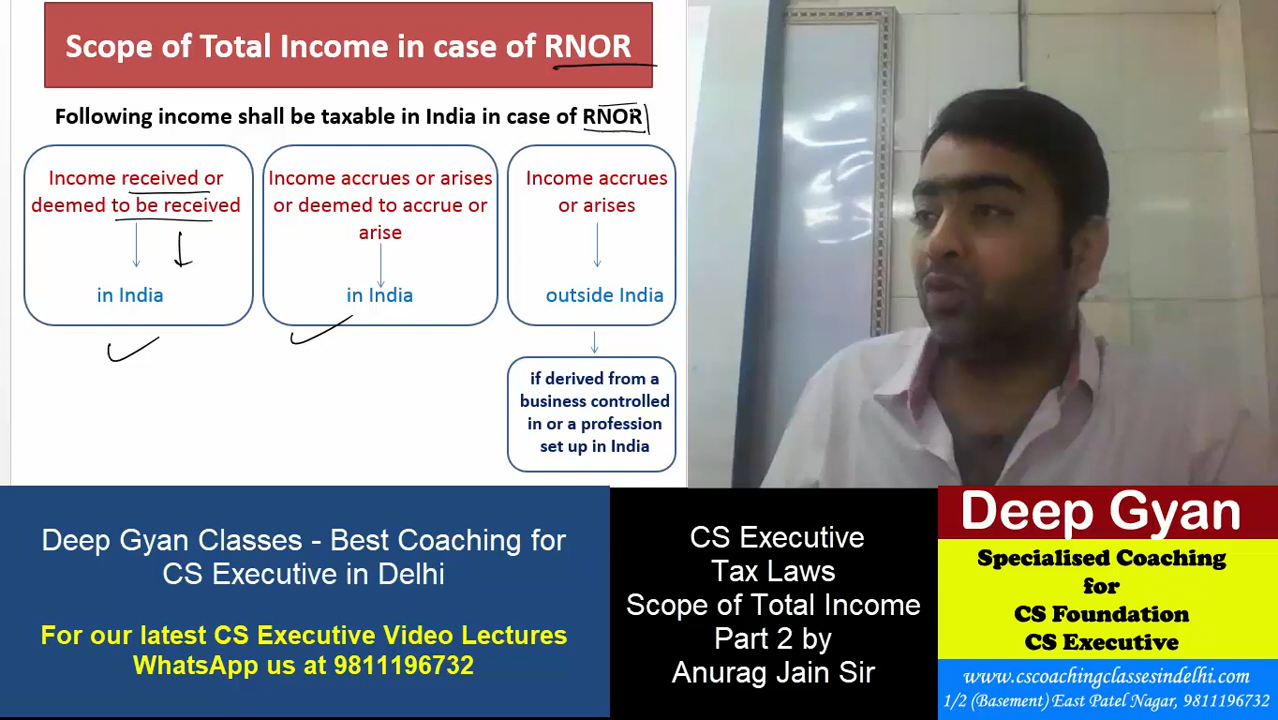 Scope of Total Income in case of RNOR
Following income shall be taxable in India in case of RNOR
Income received or
deemed to be received
in India
Income accrues or arises
or deemed to accrue or
arise
in India
Income accrues
or arises
outside India
if derived from a
business controlled
in or a profession
set up in India
Deep Gyan Classes - Best Coaching for
CS Executive in Delhi
For our latest CS Executive Video Lectures
WhatsApp us at 9811196732
CS Executive
Tax Laws
Scope of Total Income
Part 2 by
Anurag Jain Sir
Deep Gyan
Specialised Coaching
for
CS Foundation
CS Executive
www.cscoachingclassesindelhi.com
1/2 (Basement) East Patel Nagar, 9811196732